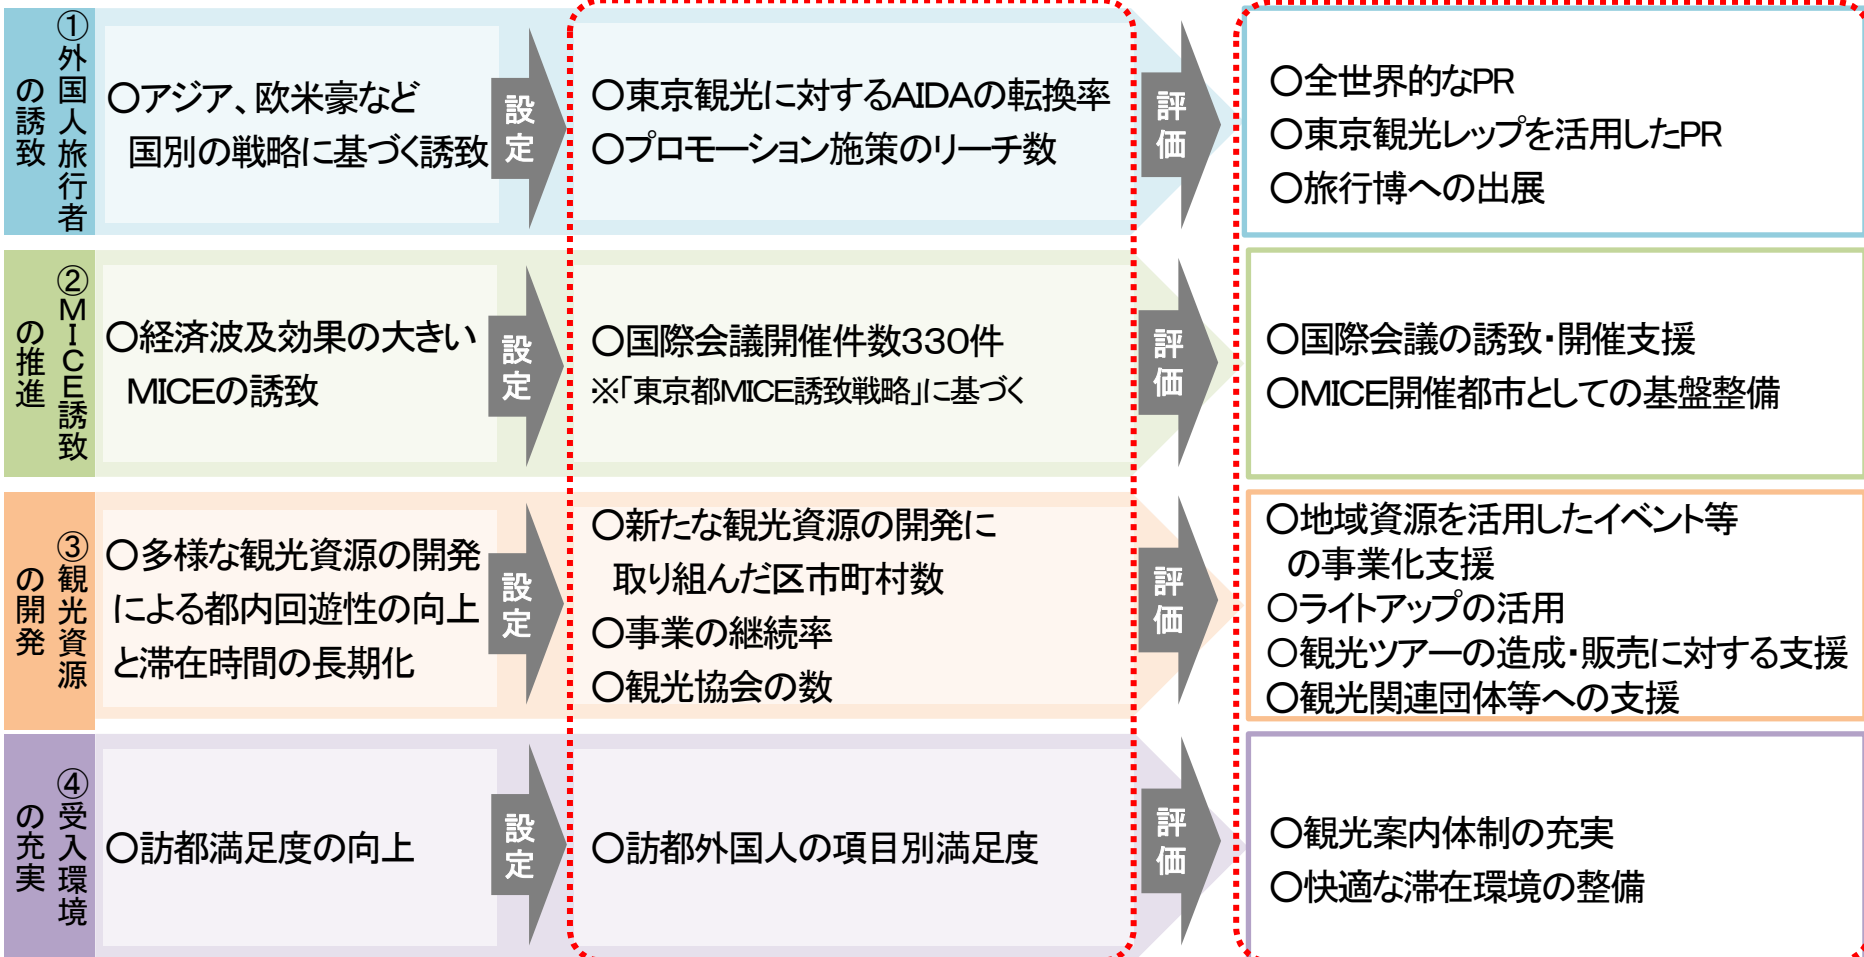 ①外国人旅行者
の誘致
○アジア、欧米豪など
国別の戦略に基づく誘致
設定
○東京観光に対するAIDAの転換率
○プロモーション施策のリーチ数
評価
○全世界的なPR
○東京観光レップを活用したPR
○旅行博への出展
②MICE誘致
の推進
○経済波及効果の大きい
MICEの誘致
設定
○国際会議開催件数330件
※「東京都MICE誘致戦略」に基づく
評価
○国際会議の誘致・開催支援
○MICE開催都市としての基盤整備
③観光資源
の開発
○多様な観光資源の開発
による都内回遊性の向上
と滞在時間の長期化
設定
○新たな観光資源の開発に
取り組んだ区市町村数
○事業の継続率
○観光協会の数
評価
○地域資源を活用したイベント等
の事業化支援
○ライトアップの活用
○観光ツアーの造成・販売に対する支援
○観光関連団体等への支援
④受入環境
の充実
○訪都満足度の向上
設定
○訪都外国人の項目別満足度
評価
○観光案内体制の充実
○快適な滞在環境の整備